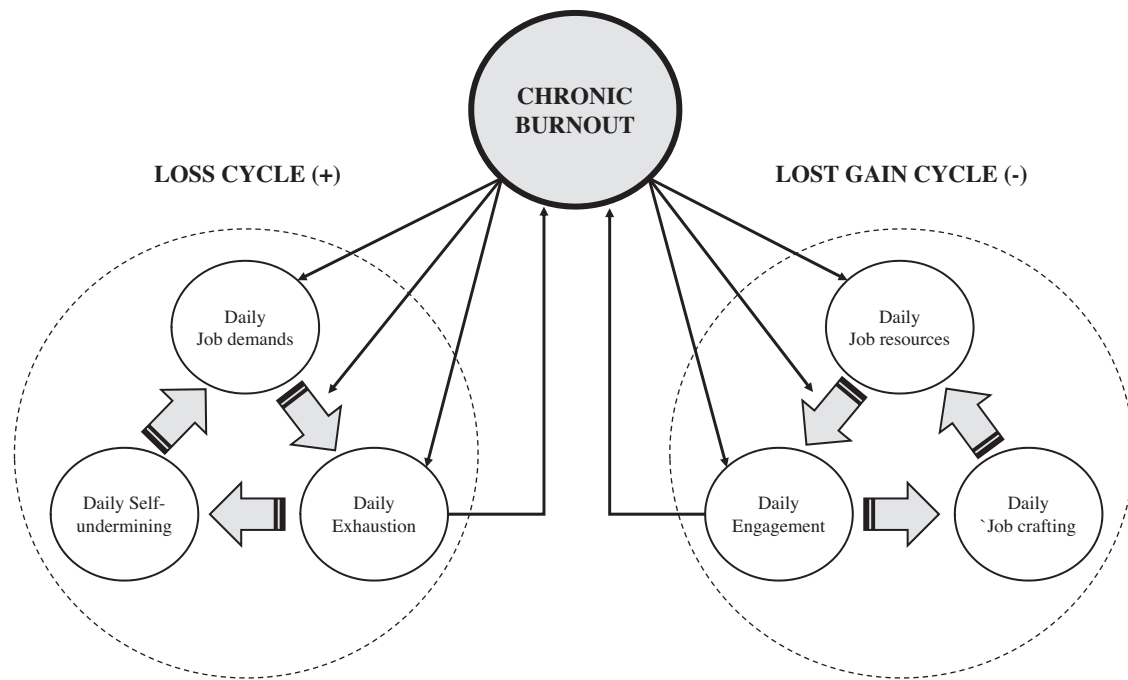 CHRONIC
BURNOUT
LOSS CYCLE (+)
LOST GAIN CYCLE (-)
Daily
Job demands
Daily
Job resources
Daily Self-
undermining
Daily
Exhaustion
Daily
Engagement
Daily
`Job crafting